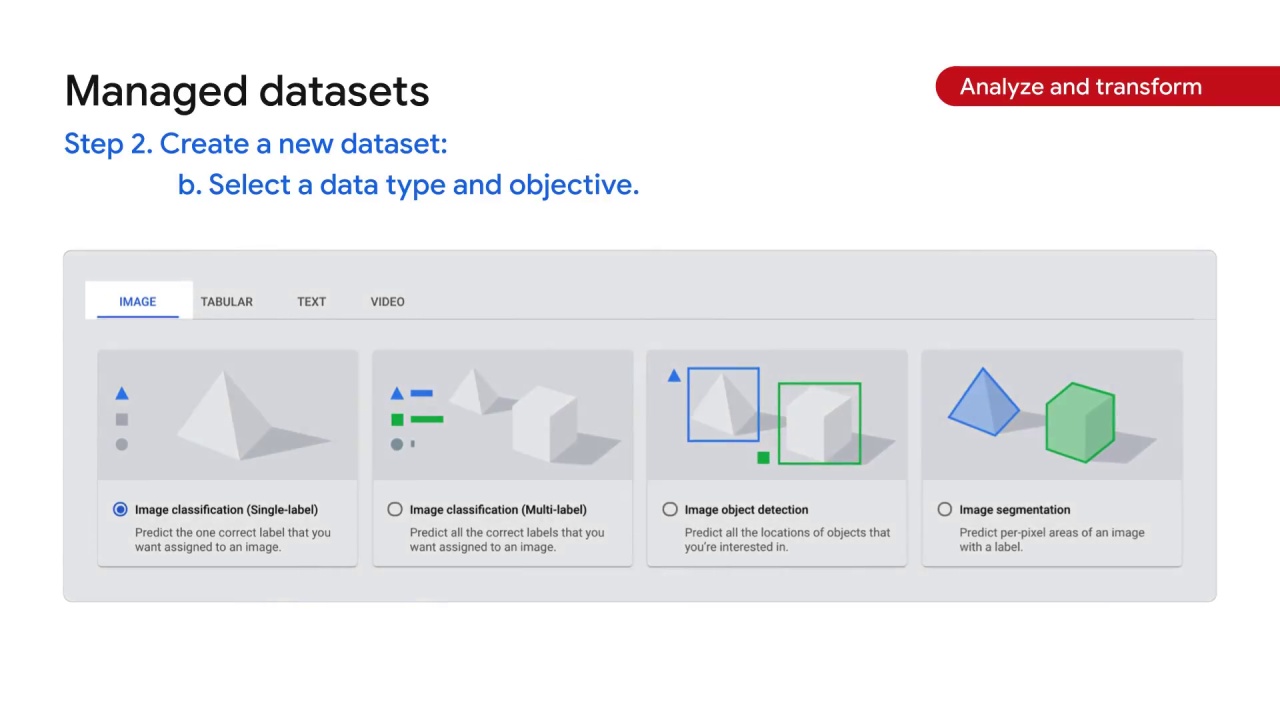 Managed datasets
Analyze and transform
Step 2. Create a new dataset:
b. Select a data type and objective.
IMAGE TABULAR TEXT VIDEO
Image classification (Single-label)
Predict the one correct label that you
want assigned to an image.
Image classification (Multi-label)
Predict all the correct labels that you
want assigned to an image.
Image object detection
Predict all the locations of objects that
you're interested in.
Image segmentation
Predict per-pixel areas of an image
with a label.